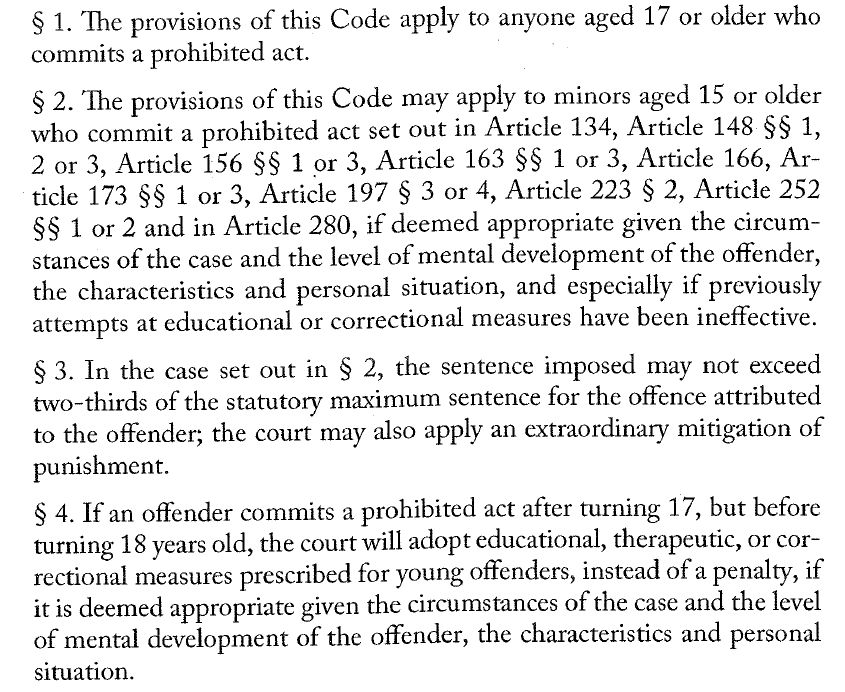 § 1. The provisions of this Code apply to anyone aged 17 or older who
commits a prohibited act.
§ 2. The provisions of this Code may apply to minors aged 15 or older
who commit a prohibited act set out in Article 134, Article 148 §§ 1,
2 or 3, Article 156 §§ 1 or 3, Article 163 §§ 1 or 3, Article 166, Ar-
ticle 173 §§ 1 or 3, Article 197 § 3 or 4, Article 223 § 2, Article 252
§§ 1 or 2 and in Article 280, if deemed appropriate given the circum-
stances of the case and the level of mental development of the offender,
the characteristics and personal situation, and especially if previously
attempts at educational or correctional measures have been ineffective.
§ 3. In the case set out in § 2, the sentence imposed may not exceed
two-thirds of the statutory maximum sentence for the offence attributed
to the offender; the court may also apply an extraordinary mitigation of
punishment.
§ 4. If an offender commits a prohibited act after turning 17, but before
turning 18 years old, the court will adopt educational, therapeutic, or cor-
rectional measures prescribed for young offenders, instead of a penalty, if
it is deemed appropriate given the circumstances of the case and the level
of mental development of the offender, the characteristics and personal
situation.